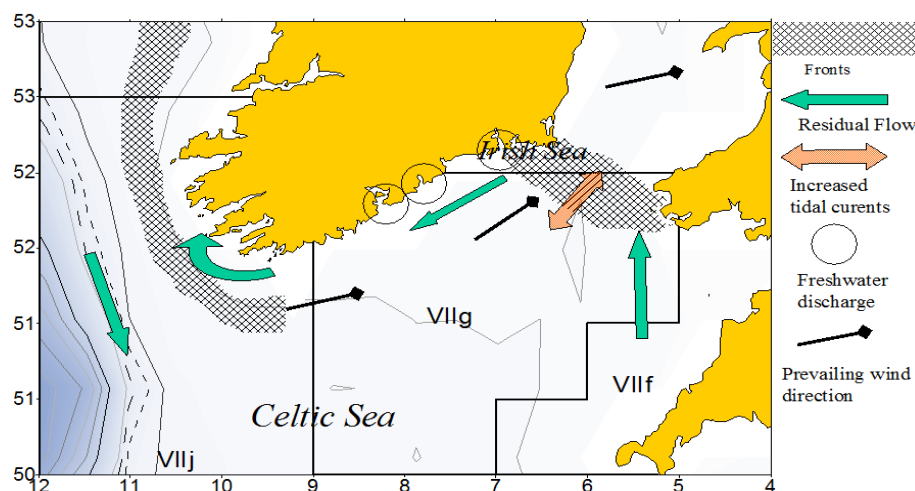 53
53
52
52
51
51
50
12
11
10
9
8
7
6
5
4
Irish Sea
VIIg
VIIf
Celtic Sea
VIIj
Fronts
Residual Flow
Increased
tidal curents
Freshwater
discharge
Prevailing wind
direction